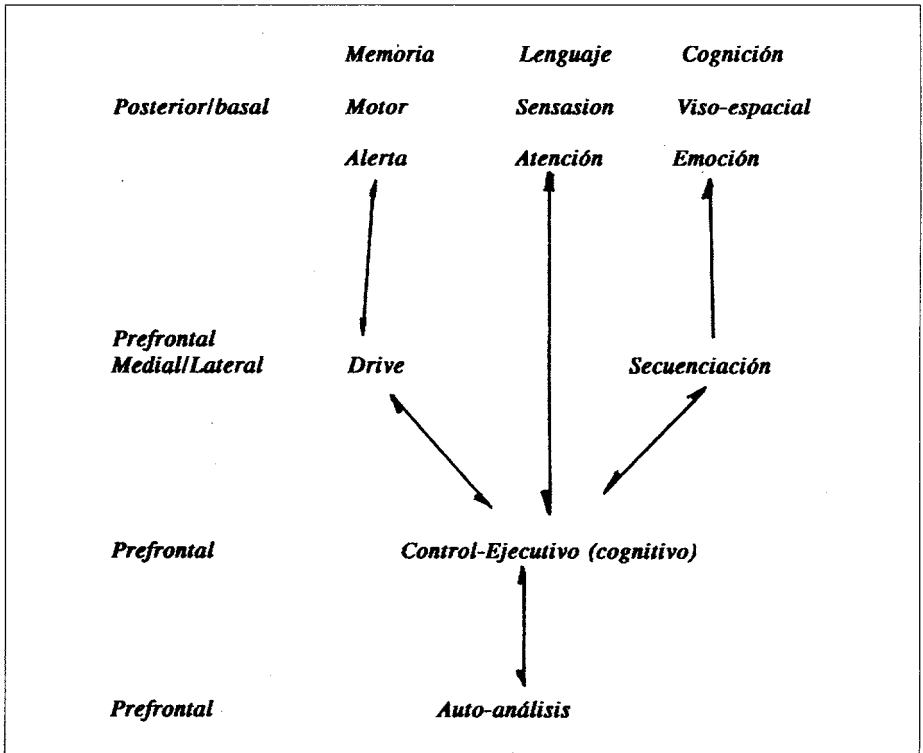 Memoria Lenguaje Cognición
Posterior/basal Motor Sensasion Viso-espacial
Alerta Atención Emoción
Prefrontal
Medial/Lateral Drive Secuenciación
Prefrontal Control-Ejecutivo (cognitivo)
Prefrontal Auto-análisis